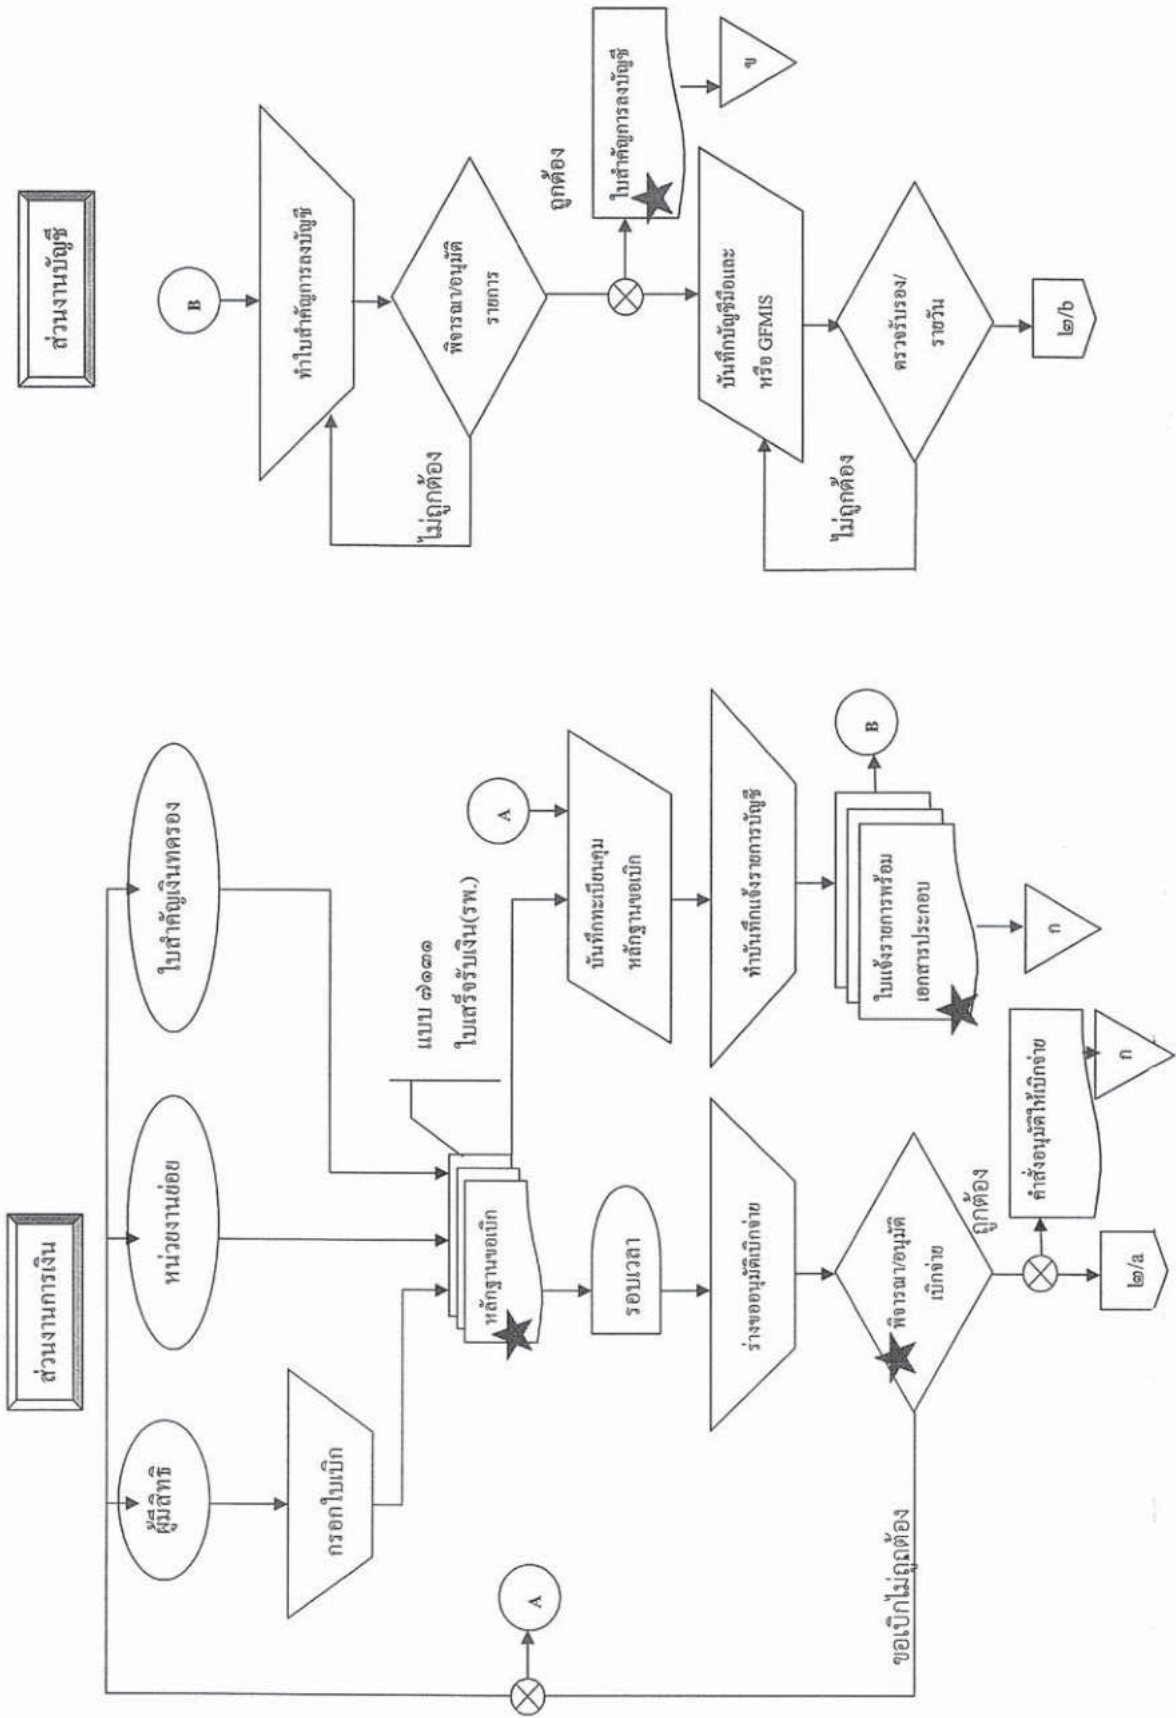 ส่วนงานการเงิน
ผู้มีสิทธิ
หน่วยงานย่อย
ใบสำคัญเงินทดรอง
กรอกใบเบิก
แบบ ๗๑๓๑
ใบเสร็จรับเงิน(รพ.)
หลักฐานขอเบิก
A
A
รอบเวลา
บันทึกทะเบียนคุม
หลักฐานขอเบิก
ร่างขออนุมัติเบิกจ่าย
ทำบันทึกแจ้งรายการบัญชี
พิจารณา/อนุมัติ
เบิกจ่าย
ขอเบิกไม่ถูกต้อง
ถูกต้อง
ใบแจ้งรายการพร้อม
เอกสารประกอบ
B
คำสั่งอนุมัติให้เบิกจ่าย
ก
ก
๒/a
ส่วนงานบัญชี
B
ทำใบสำคัญการลงบัญชี
พิจารณา/อนุมัติ
รายการ
ไม่ถูกต้อง
ถูกต้อง
ใบสำคัญการลงบัญชี
ข
บันทึกบัญชีมือและ
หรือ GFMIS
ไม่ถูกต้อง
ตรวจรับรอง/
รายวัน
๒/b